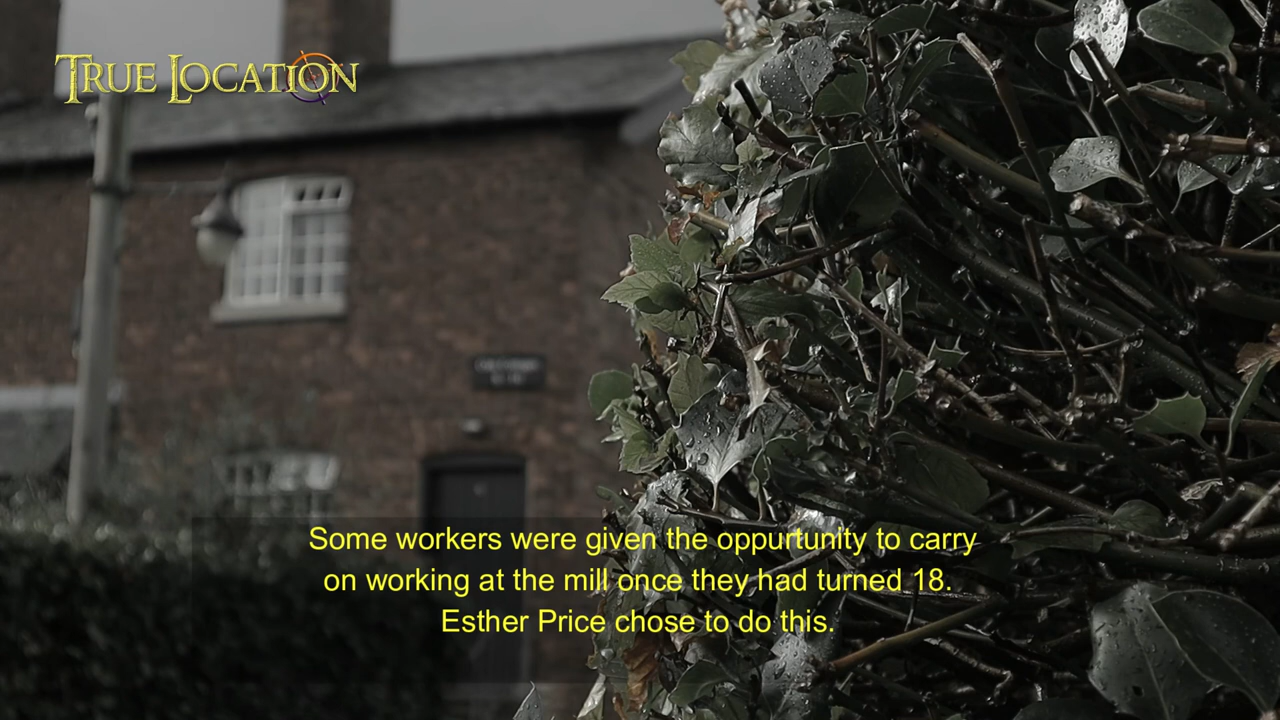 TRUE LOCATION
Some workers were given the oppurtunity to carry
on working at the mill once they had turned 18.
Esther Price chose to do this.